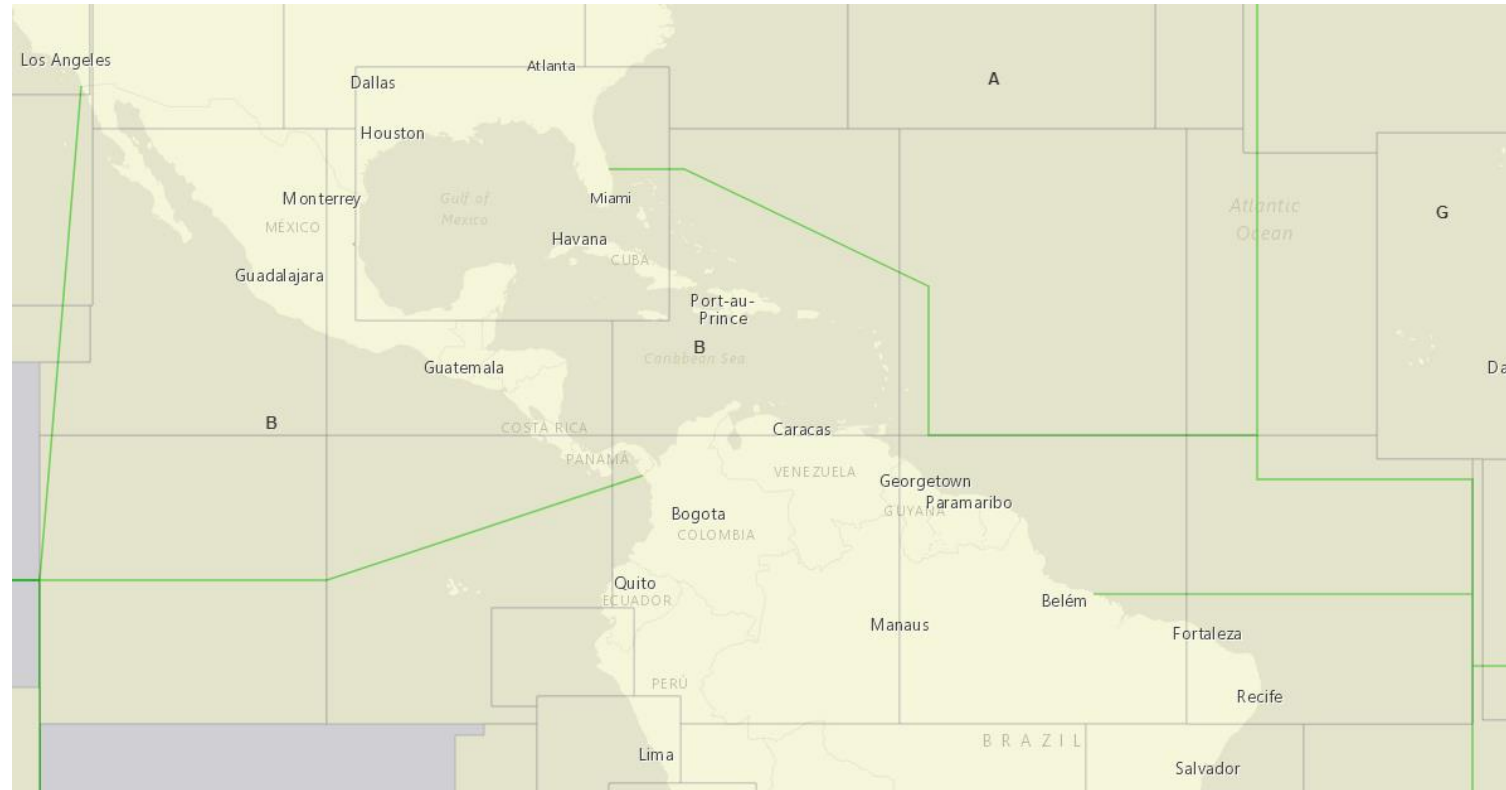 Los Angeles
Atlanta
A
Dallas
Houston
Monterrey
Gulf of
Mexico
Miami
Atlantic
Ocean
G
MÉXICO
Havana
CUBA
Guadalajara
Port-au-
Prince
B
Caribbean Sea
Guatemala
Da
B
COSTA RICA
Caracas
PANAMÁ
VENEZUELA
Georgetown
Paramaribo
GUYANA
Bogota
COLOMBIA
Quito
ECUADOR
Belém
Manaus
Fortaleza
PERÚ
Recife
BRAZIL
Lima
Salvador